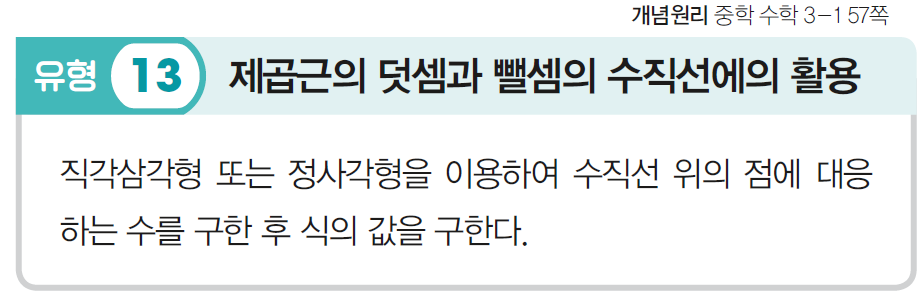 개념원리 중학 수학 3-1 57쪽
유형 13 제곱근의 덧셈과 뺄셈의 수직선에의 활용
직각삼각형 또는 정사각형을 이용하여 수직선 위의 점에 대응
하는 수를 구한 후 식의 값을 구한다.